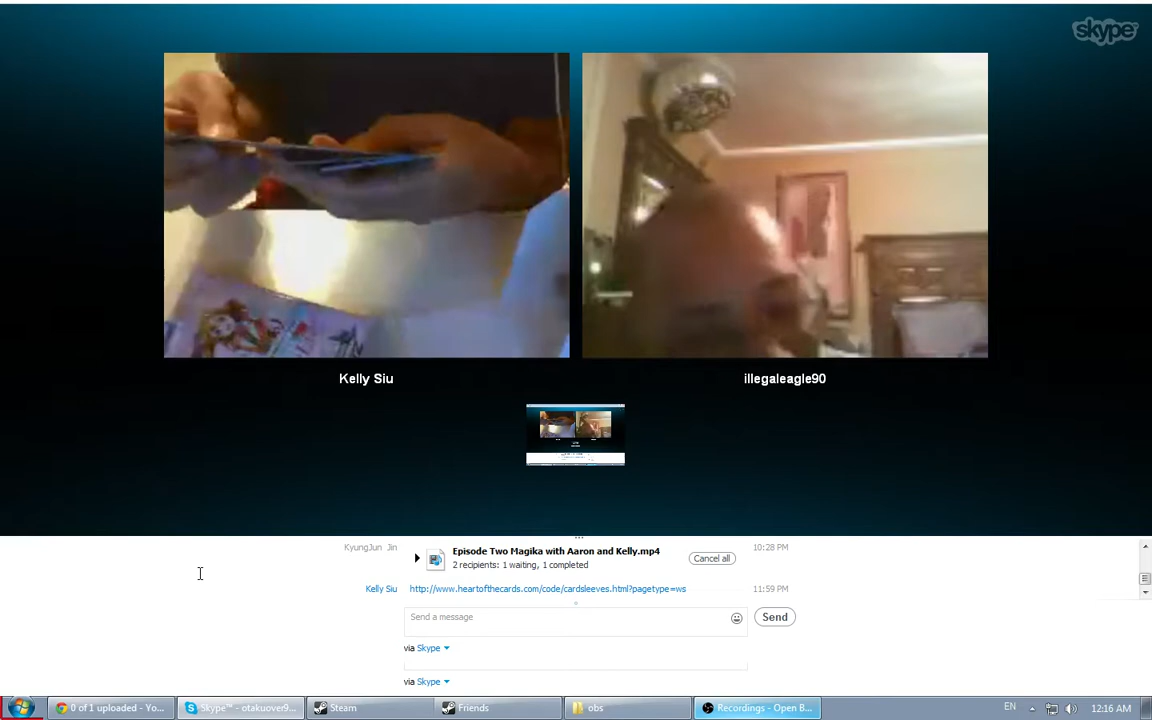 skype
Kelly Siu
illegaleagle90
KyungJun Jin
Episode Two Magika with Aaron and Kelly.mp4
2 recipients: 1 waiting, 1 completed
Cancel all
10:28 PM
Kelly Siu
http://www.heartofthecards.com/code/cardsleeves.html?pagetype=ws
11:59 PM
Send a message
Send
via Skype
via Skype
0 of 1 uploaded - Yo...
Skype™ - otakuover9...
Steam
Friends
obs
Recordings - Open B...
EN
12:16 AM